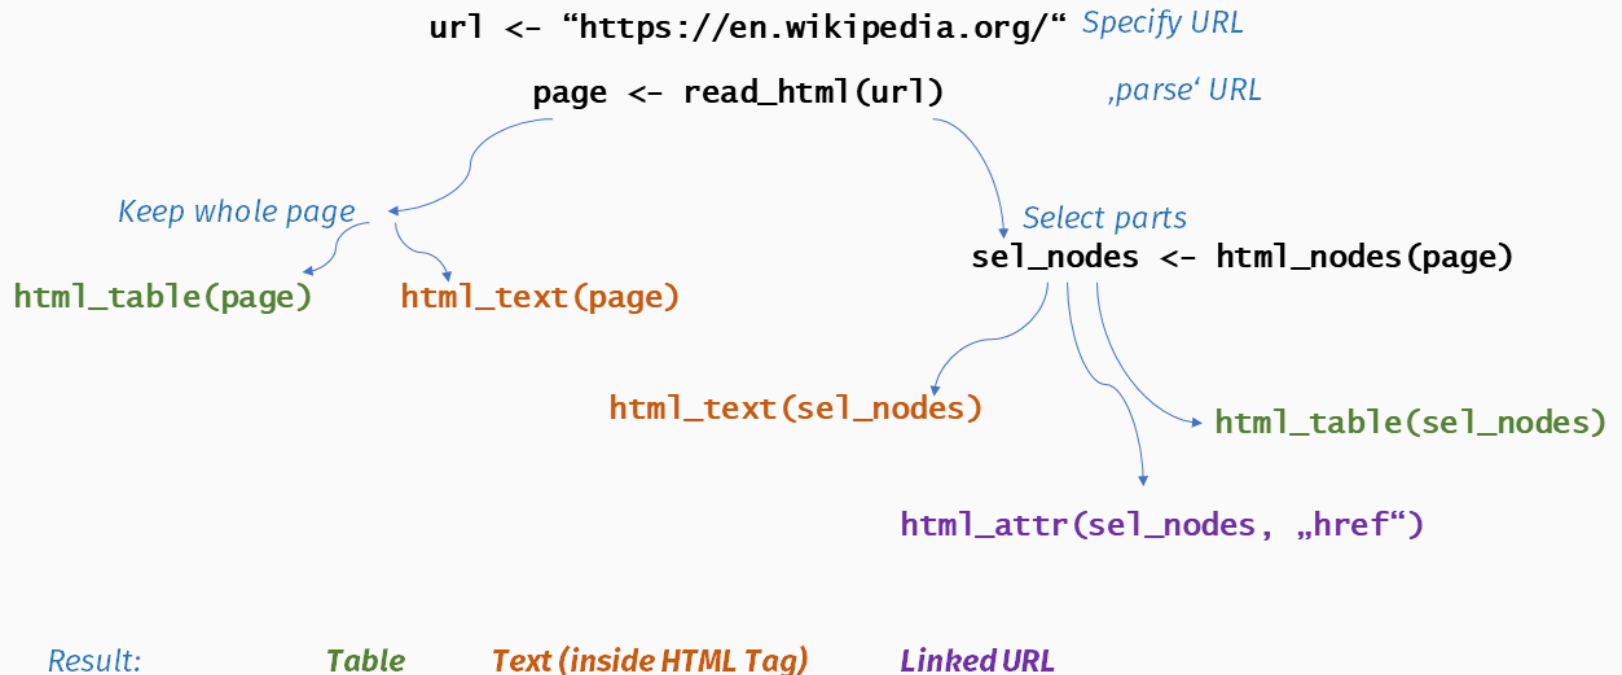 url <- “https://en.wikipedia.org/“ Specify URL
page <- read_html(url) ‚parse‘ URL
Keep whole page
Select parts
sel_nodes <- html_nodes(page)
html_table(page) html_text(page)
html_text(sel_nodes)
html_table(sel_nodes)
html_attr(sel_nodes, „href“)
Result: Table Text (inside HTML Tag) Linked URL